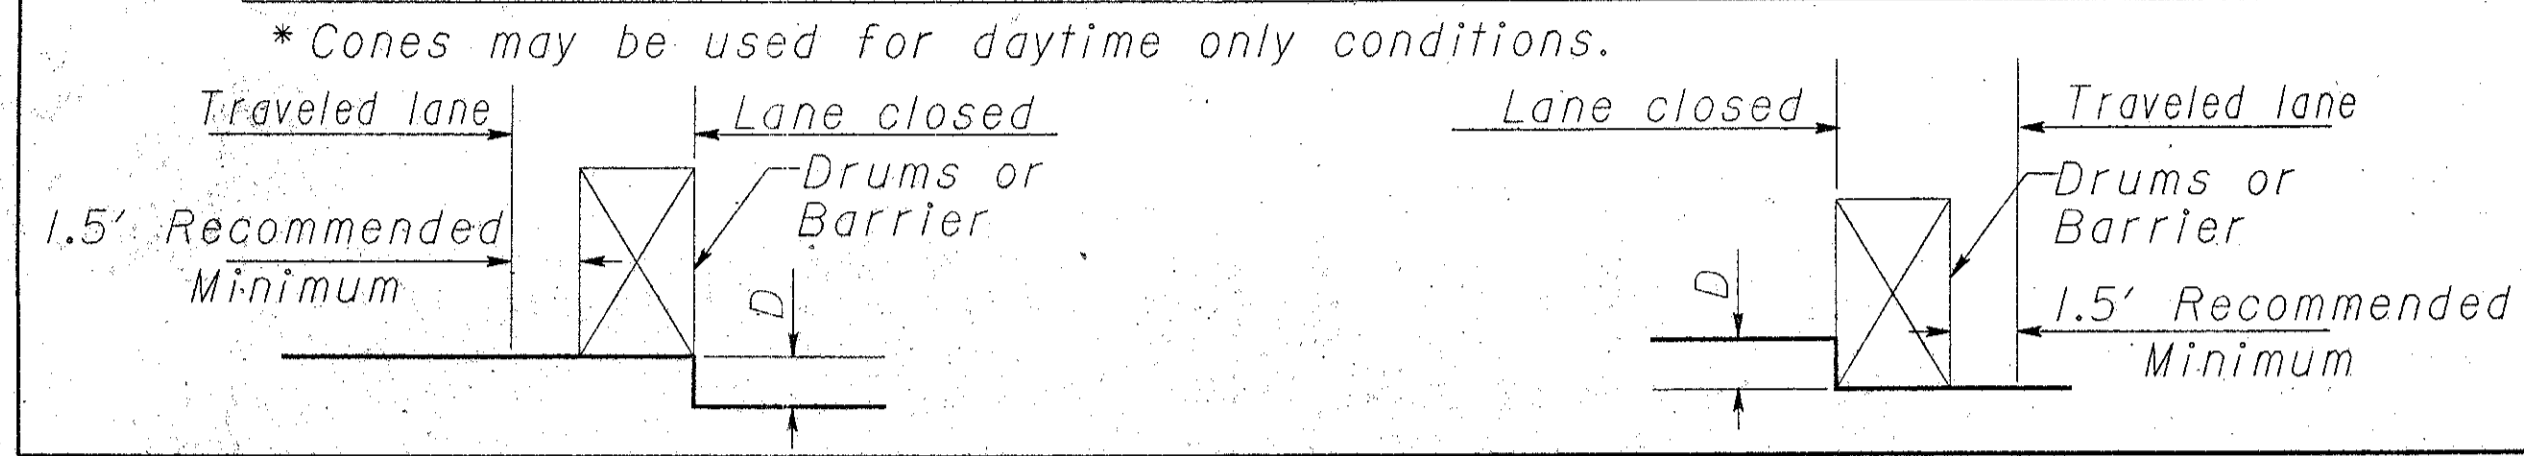 * Cones may be used for daytime only conditions.
Traveled lane
Lane closed
Drums or
Barrier
1.5' Recommended
Minimum
D
Lane closed
Traveled lane
Drums or
Barrier
D
1.5' Recommended
Minimum